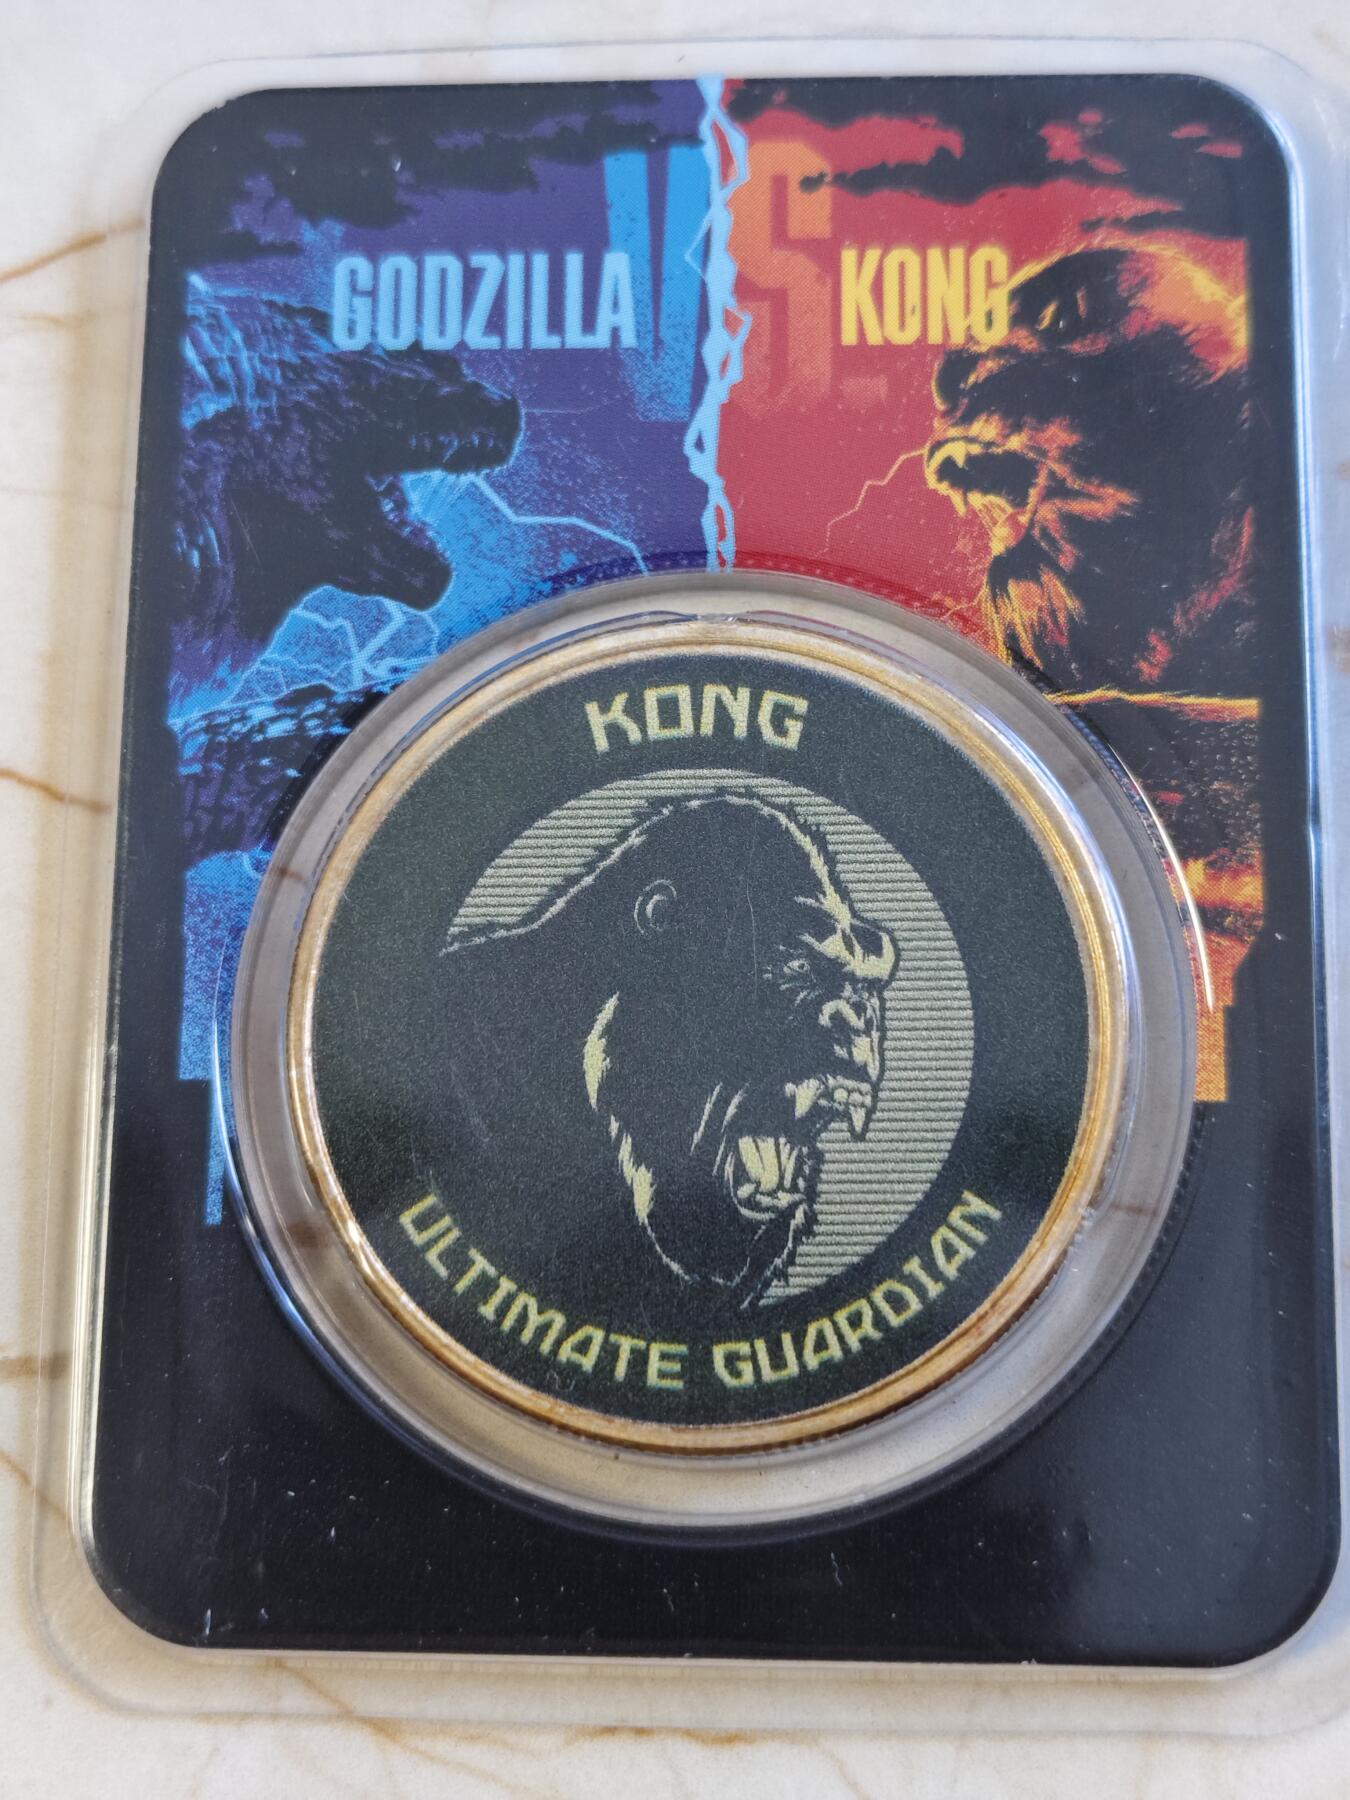 GODZILLA VS. KONG
KONG
ULTIMATE GUARDIAN